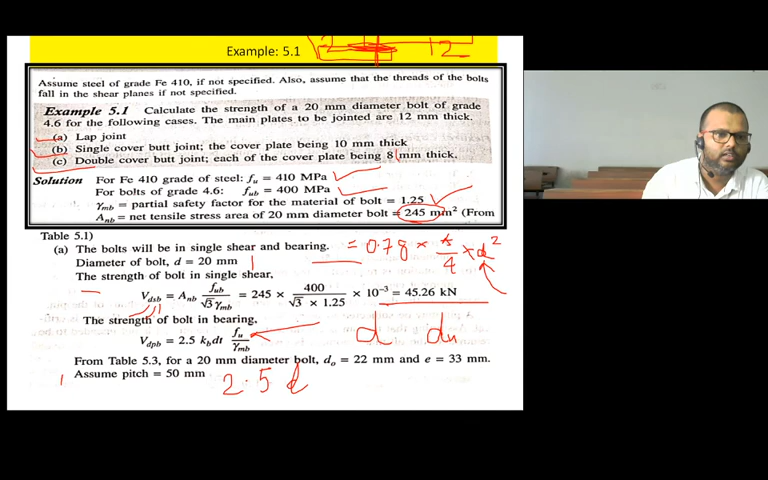 12
Example: 5.1
Assume steel of grade Fe 410, if not specified. Also, assume that the threads of the bolts
fall in the shear planes if not specified.
Example 5.1 Calculate the strength of a 20 mm diameter bolt of grade
4.6 for the following cases. The main plates to be jointed are 12 mm thick.
(a) Lap joint
(b) Single cover butt joint; the cover plate being 10 mm thick
(c) Double cover butt joint; each of the cover plate being 8 mm thick.
Solution For Fe 410 grade of steel: fu = 410 MPa
For bolts of grade 4.6: fub = 400 MPa
γmb = partial safety factor for the material of bolt = 1.25
Anb = net tensile stress area of 20 mm diameter bolt = 245 mm² (From
Table 5.1)
(a) The bolts will be in single shear and bearing.
= 0.78 × π/4 × d²
Diameter of bolt, d = 20 mm
The strength of bolt in single shear,
Vdsb = Anb fub/(√3 γmb) = 245 × 400/(√3 × 1.25) × 10⁻³ = 45.26 kN
The strength of bolt in bearing,
Vdpb = 2.5 kbdt fu/γmb
d
From Table 5.3, for a 20 mm diameter bolt, do = 22 mm and e = 33 mm.
Assume pitch = 50 mm
2.5 d